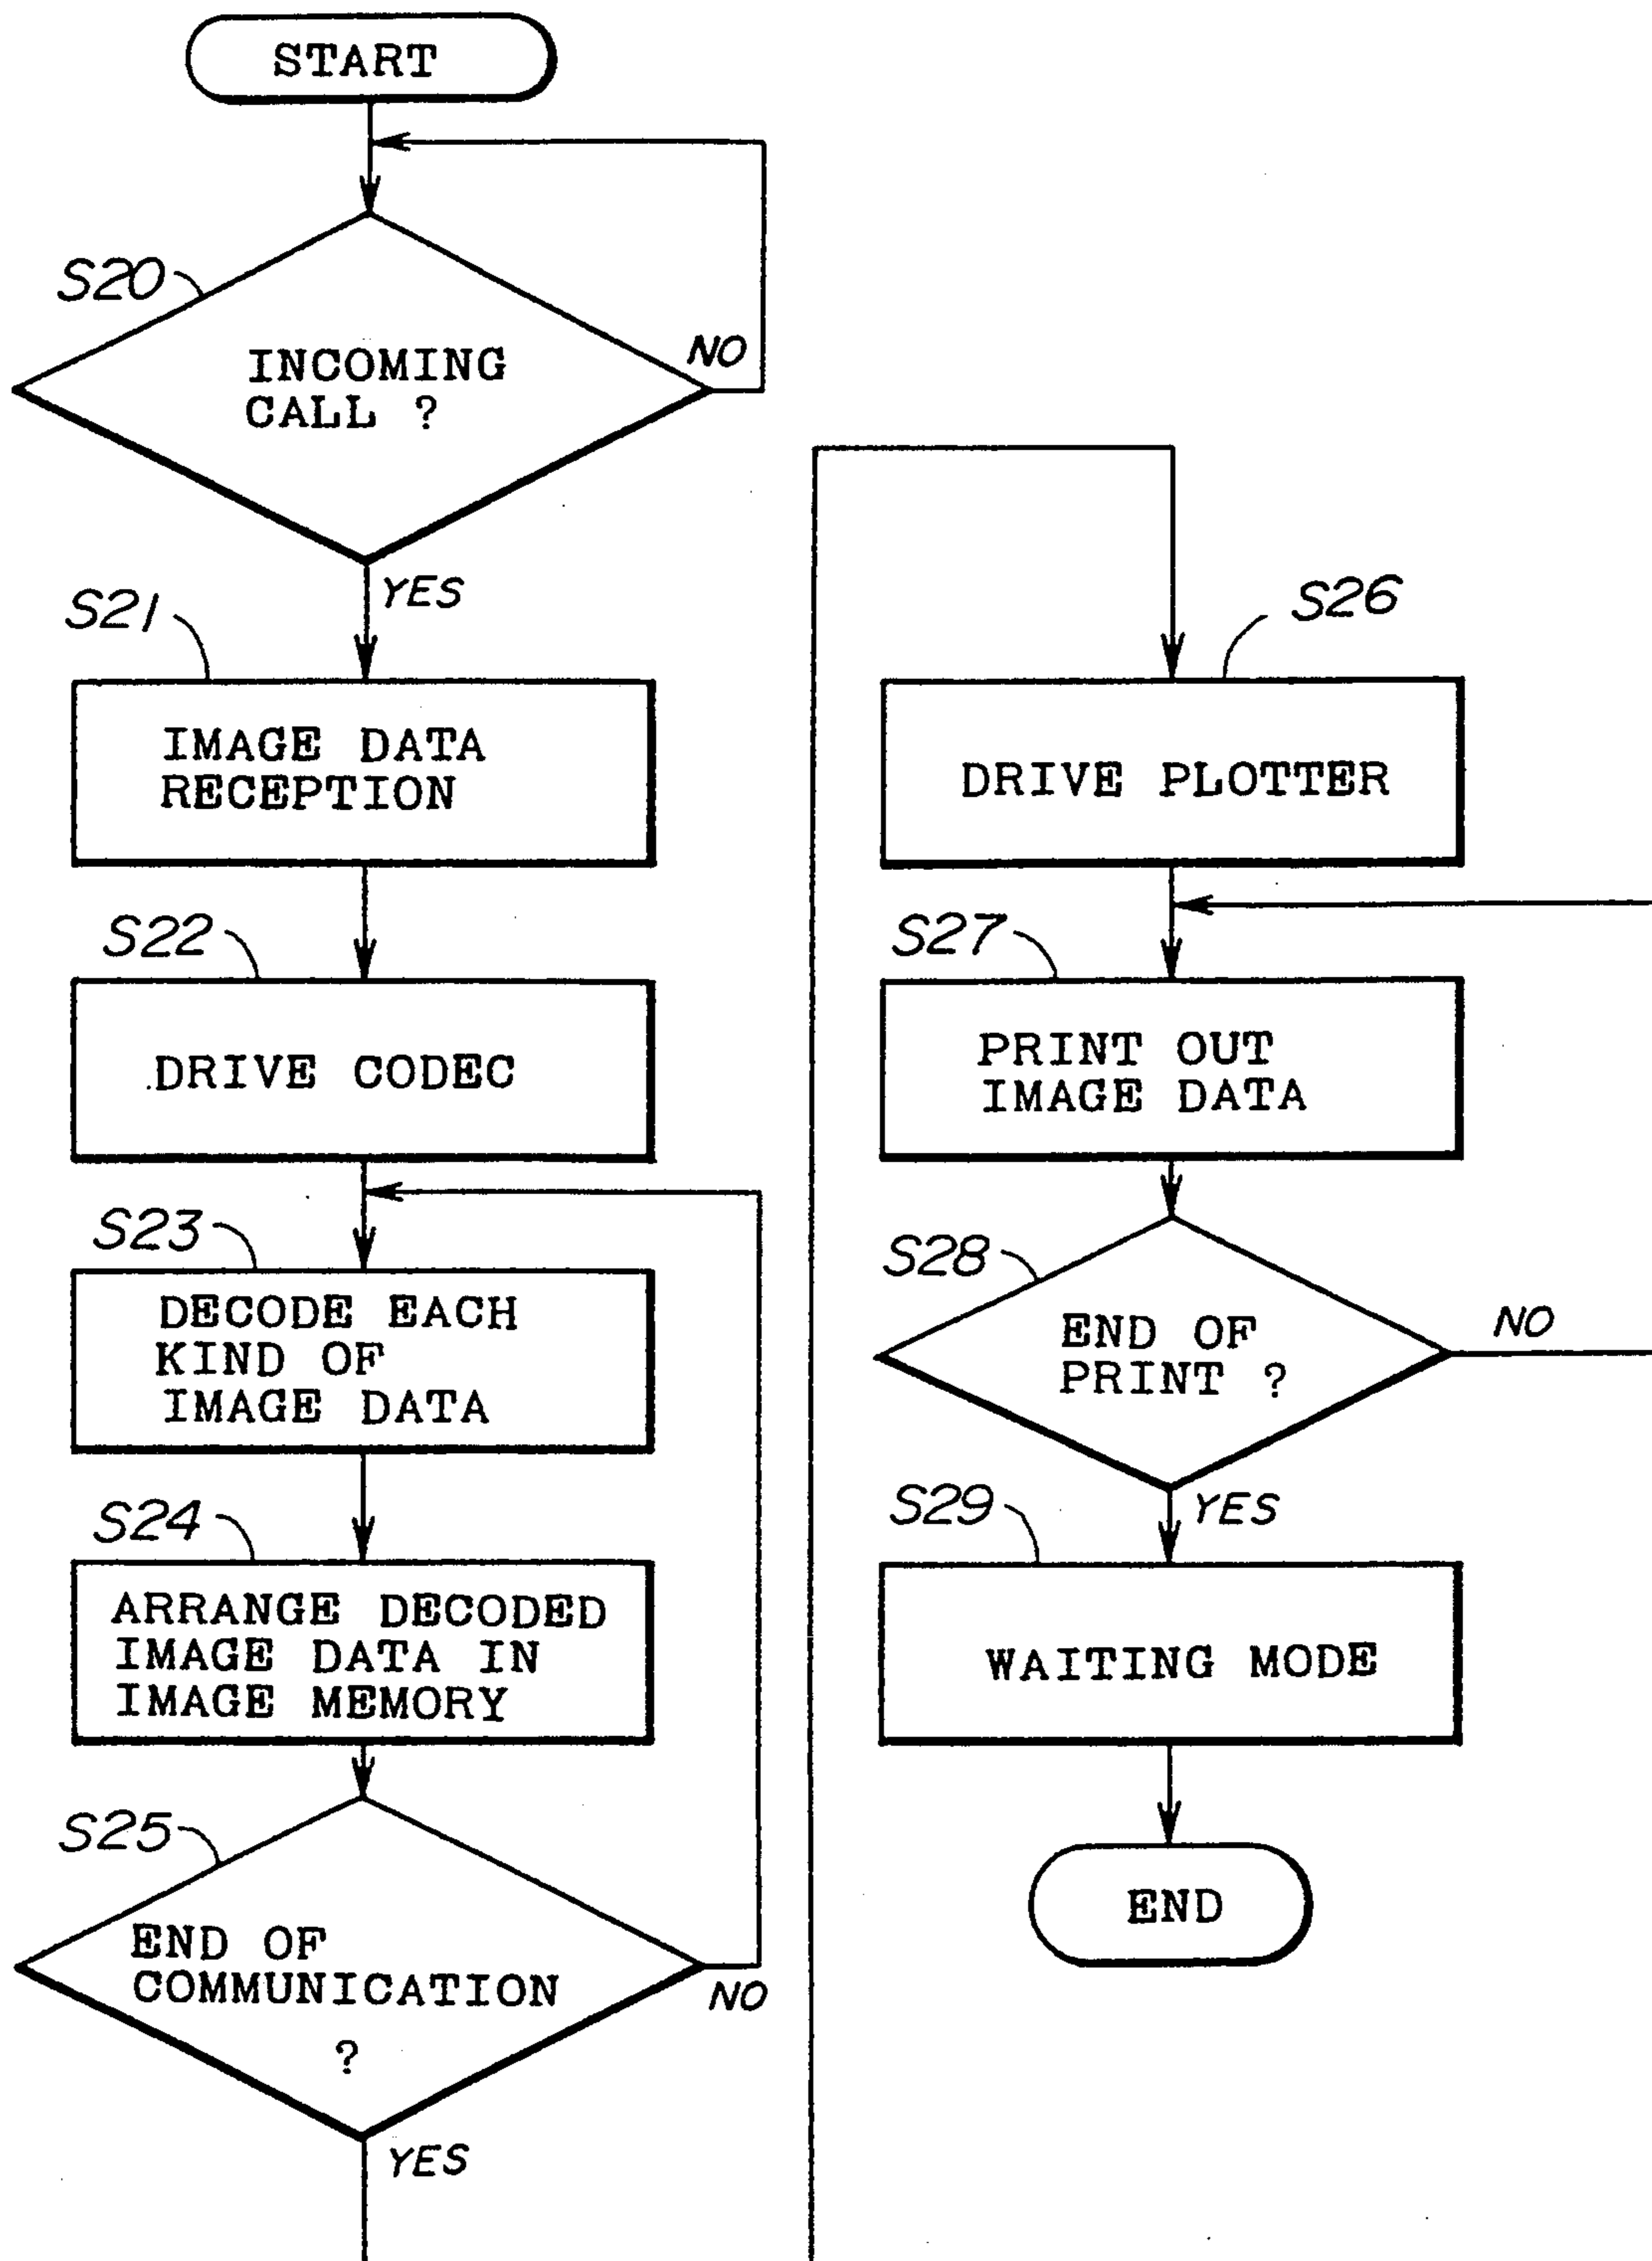 START
S20
INCOMING
CALL ?
NO
YES
S21
IMAGE DATA
RECEPTION
S22
DRIVE CODEC
S23
DECODE EACH
KIND OF
IMAGE DATA
S24
ARRANGE DECODED
IMAGE DATA IN
IMAGE MEMORY
S25
END OF
COMMUNICATION
?
NO
YES
S26
DRIVE PLOTTER
S27
PRINT OUT
IMAGE DATA
S28
END OF
PRINT ?
NO
YES
S29
WAITING MODE
END